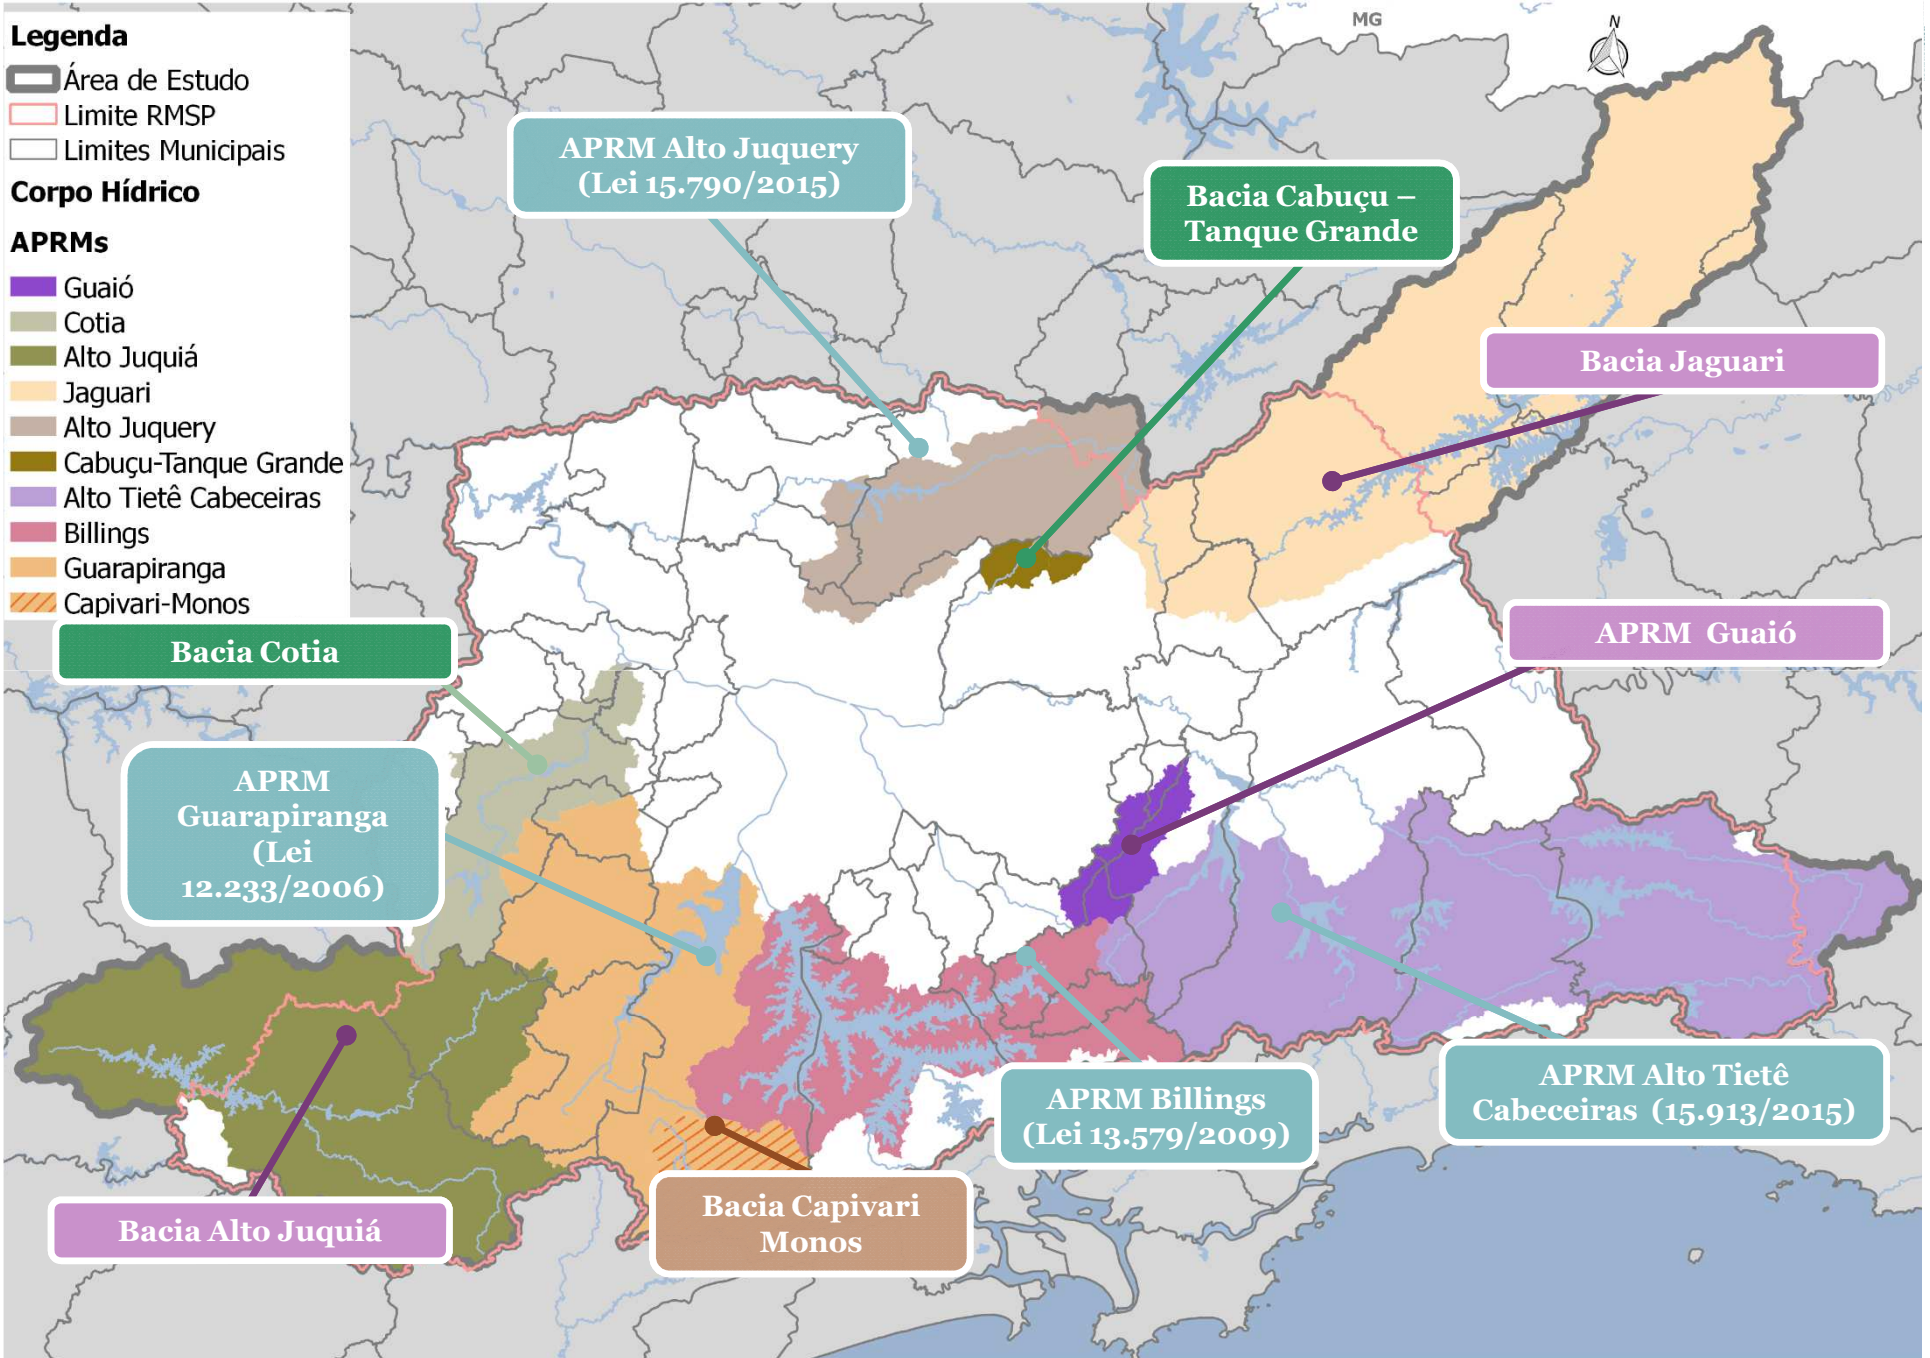 Legenda
Área de Estudo
Limite RMSP
Limites Municipais
Corpo Hídrico
APRMs
Guaió
Cotia
Alto Juquiá
Jaguari
Alto Juquery
Cabuçu-Tanque Grande
Alto Tietê Cabeceiras
Billings
Guarapiranga
Capivari-Monos
MG
N
APRM Alto Juquery
(Lei 15.790/2015)
Bacia Cabuçu –
Tanque Grande
Bacia Jaguari
APRM Guaió
Bacia Cotia
APRM
Guarapiranga
(Lei
12.233/2006)
APRM Alto Tietê
Cabeceiras (15.913/2015)
APRM Billings
(Lei 13.579/2009)
Bacia Capivari
Monos
Bacia Alto Juquiá